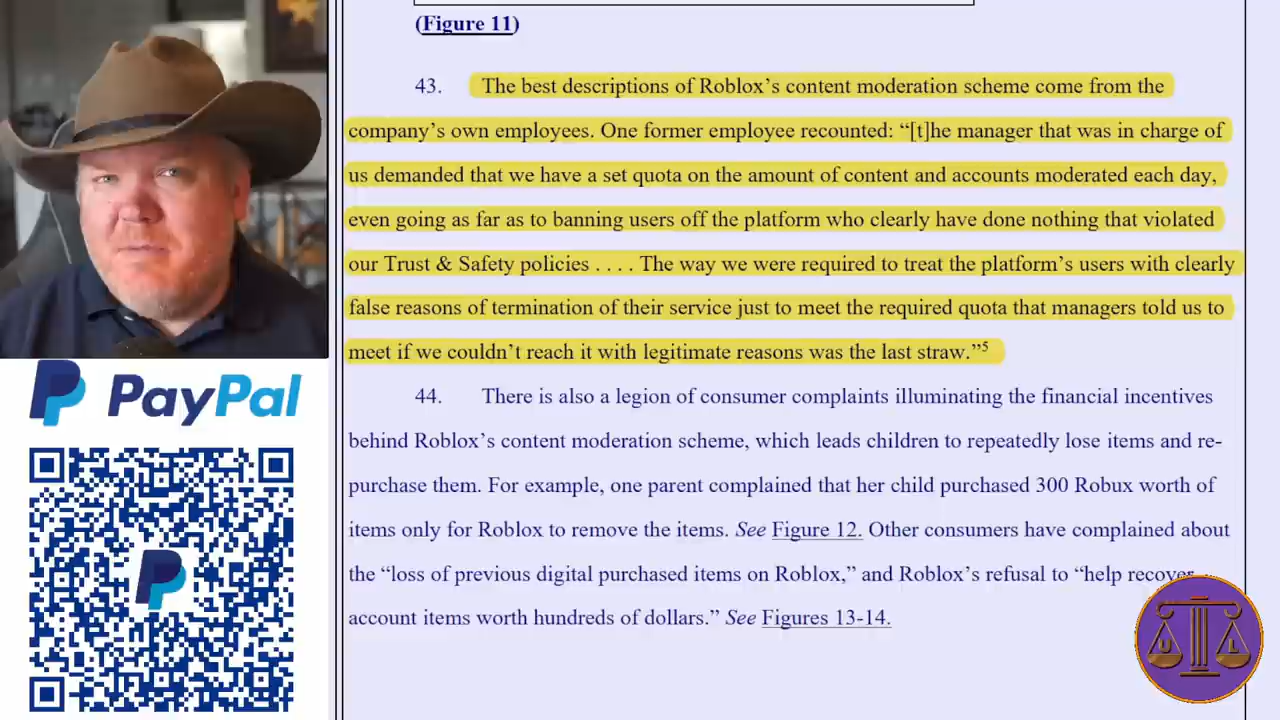 (Figure 11)
43. The best descriptions of Roblox’s content moderation scheme come from the
company’s own employees. One former employee recounted: “[t]he manager that was in charge of
us demanded that we have a set quota on the amount of content and accounts moderated each day,
even going as far as to banning users off the platform who clearly have done nothing that violated
our Trust & Safety policies . . . . The way we were required to treat the platform’s users with clearly
false reasons of termination of their service just to meet the required quota that managers told us to
meet if we couldn’t reach it with legitimate reasons was the last straw.”5
44. There is also a legion of consumer complaints illuminating the financial incentives
behind Roblox’s content moderation scheme, which leads children to repeatedly lose items and re-
purchase them. For example, one parent complained that her child purchased 300 Robux worth of
items only for Roblox to remove the items. See Figure 12. Other consumers have complained about
the “loss of previous digital purchased items on Roblox,” and Roblox’s refusal to “help recover
account items worth hundreds of dollars.” See Figures 13-14.
PayPal
U L